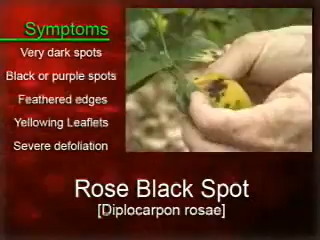 Symptoms
Very dark spots
Black or purple spots
Feathered edges
Yellowing Leaflets
Severe defoliation
Rose Black Spot
[Diplocarpon rosae]